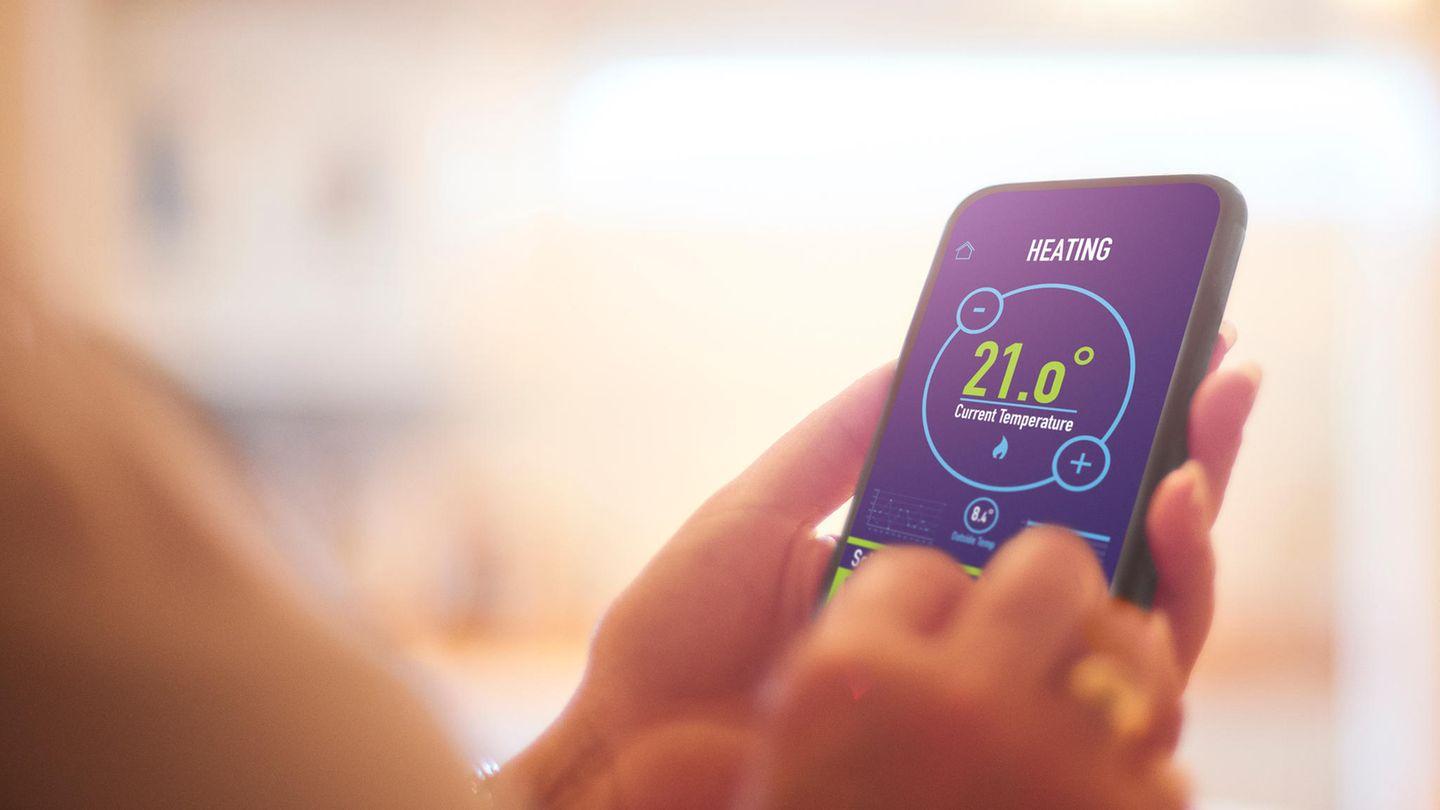 HEATING
-
21.0°
Current Temperature
+
8.4°
Outside Temp